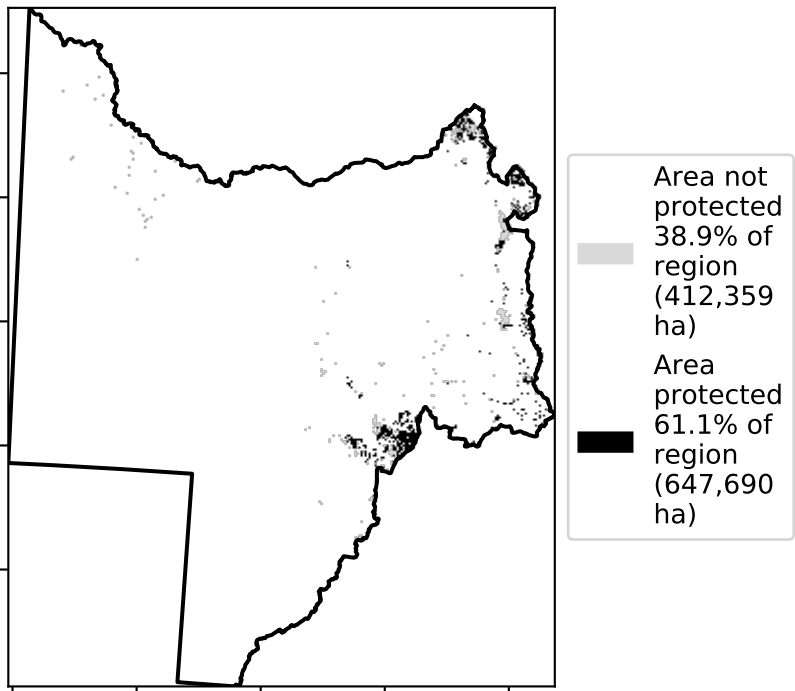 Area not
protected
38.9% of
region
(412,359
ha)
Area
protected
61.1% of
region
(647,690
ha)